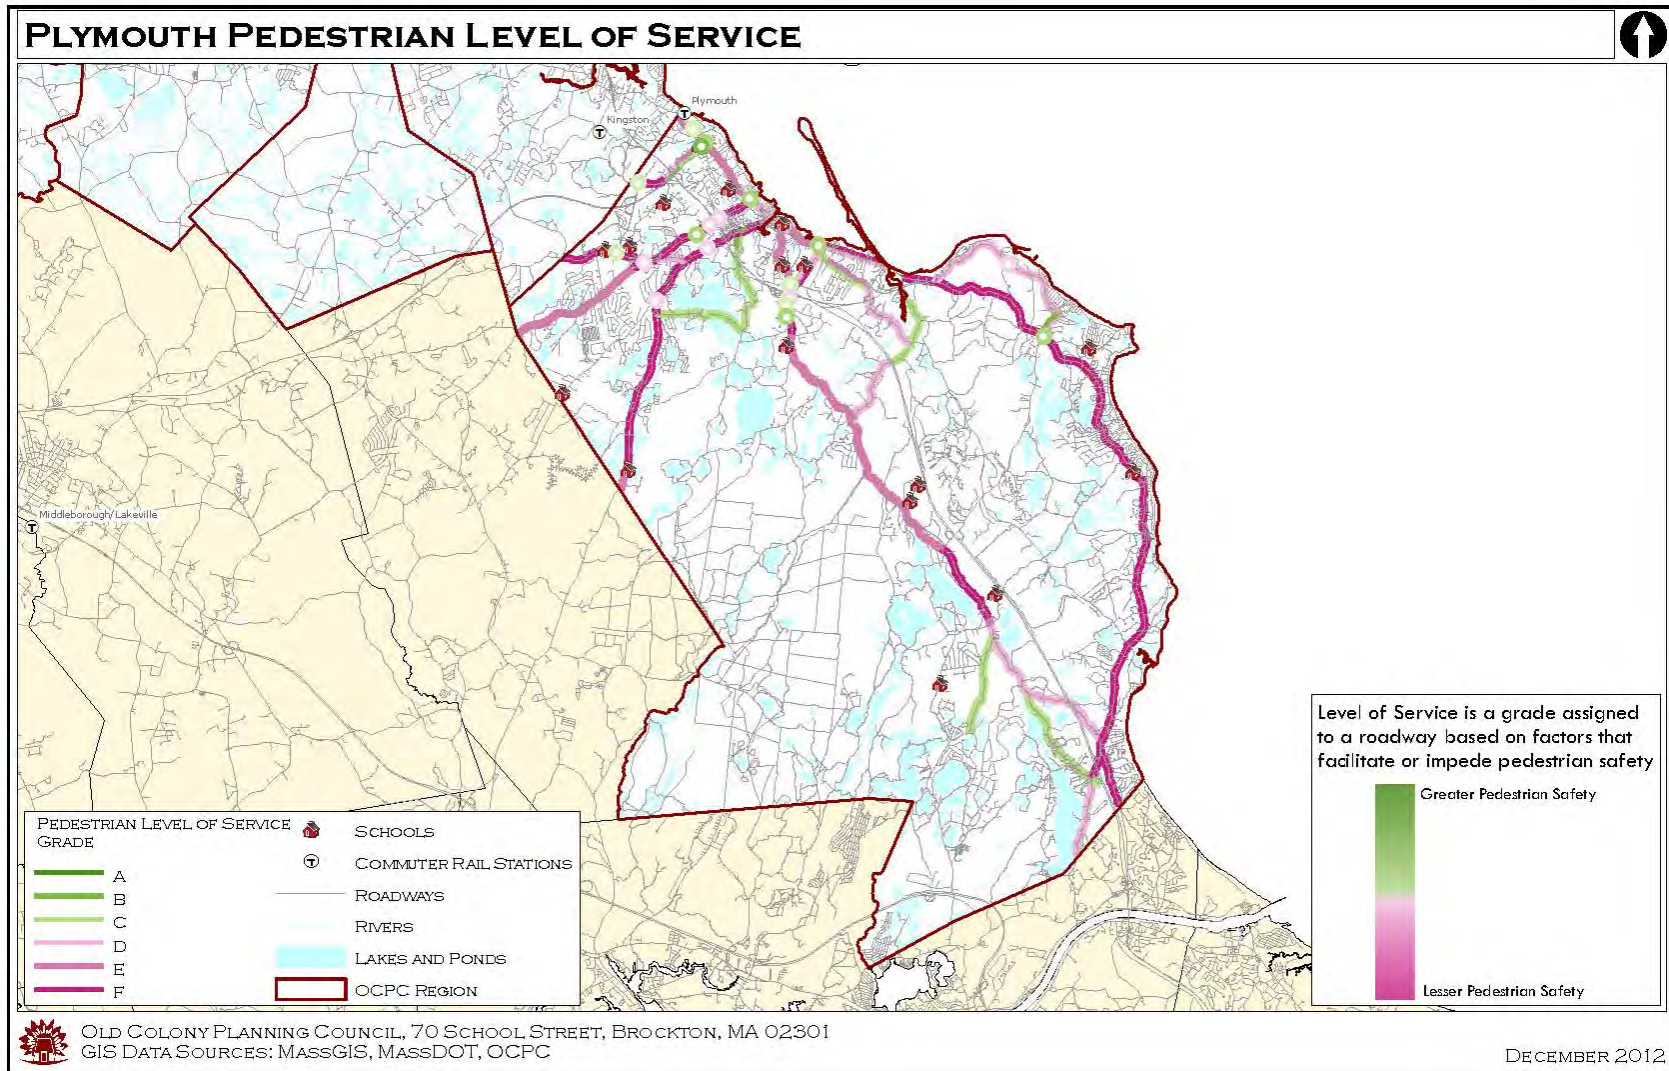 PLYMOUTH PEDESTRIAN LEVEL OF SERVICE
Plymouth
Kingston
Middleborough/Lakeville
Level of Service is a grade assigned
to a roadway based on factors that
facilitate or impede pedestrian safety
Greater Pedestrian Safety
Lesser Pedestrian Safety
PEDESTRIAN LEVEL OF SERVICE
GRADE
A
B
C
D
E
F
SCHOOLS
T COMMUTER RAIL STATIONS
ROADWAYS
RIVERS
LAKES AND PONDS
OCPC REGION
OLD COLONY PLANNING COUNCIL, 70 SCHOOL STREET, BROCKTON, MA 02301
GIS DATA SOURCES: MASSGIS, MASSDOT, OCPC
DECEMBER 2012